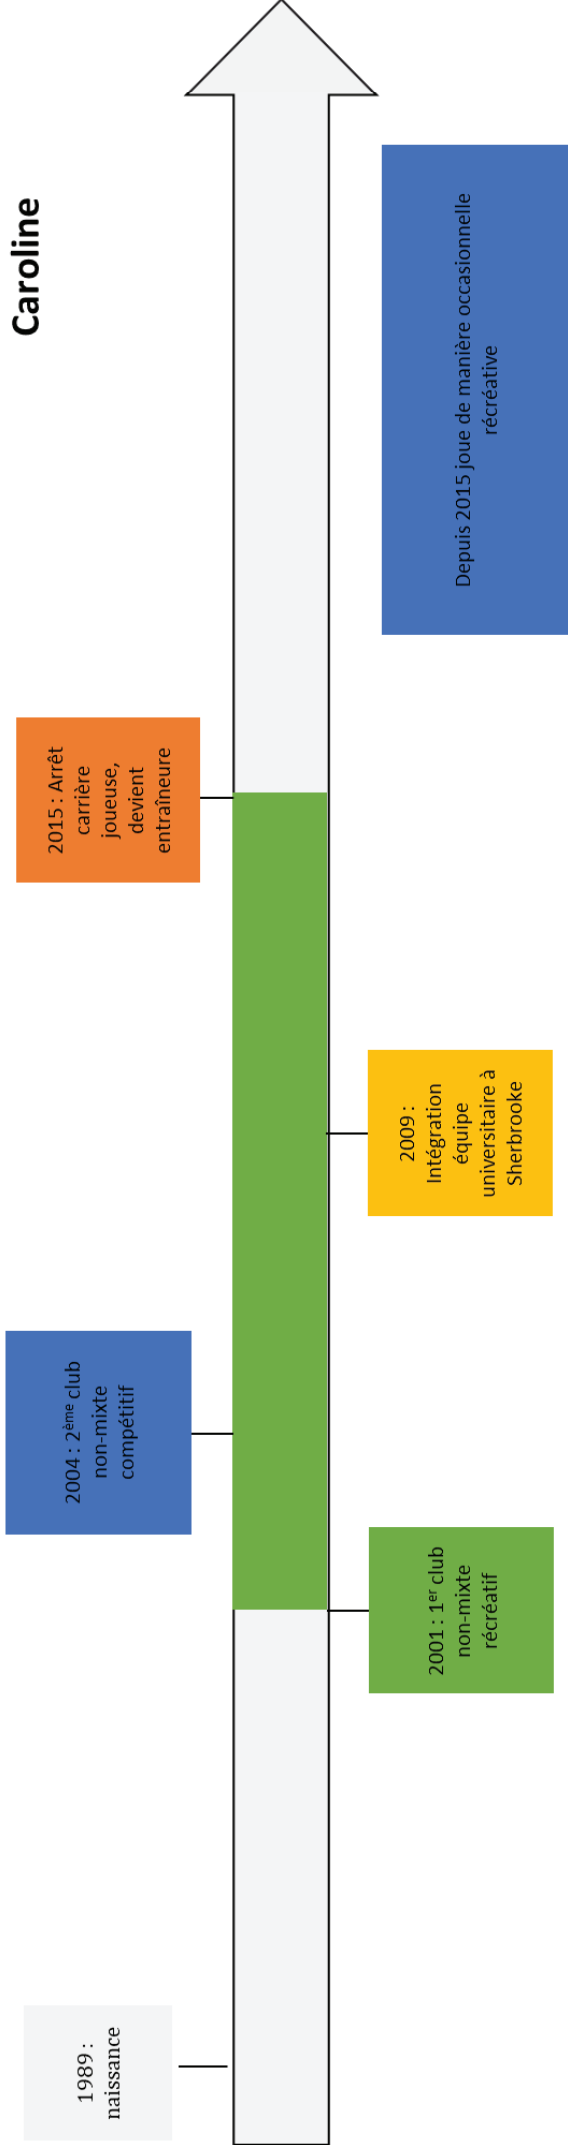 Caroline
1989 :
naissance
2001 : 1er club
non-mixte
récréatif
2004 : 2ème club
non-mixte
compétitif
2009 :
Intégration
équipe
universitaire à
Sherbrooke
2015 : Arrêt
carrière
joueuse,
devient
entraîneure
Depuis 2015 joue de manière occasionnelle
récréative